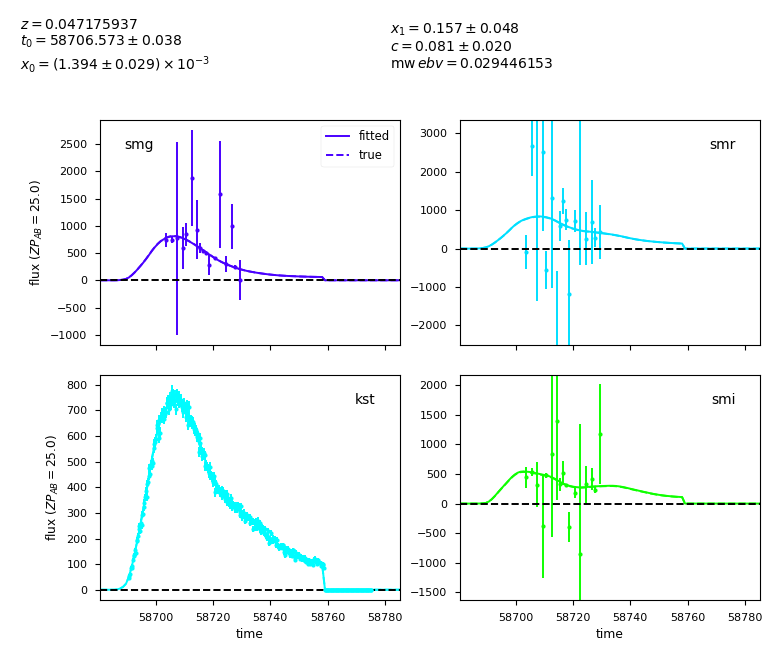 z = 0.047175937
t0 = 58706.573 ± 0.038
x0 = (1.394 ± 0.029) × 10^-3
x1 = 0.157 ± 0.048
c = 0.081 ± 0.020
mw ebv = 0.029446153
smg
fitted
true
flux (ZP_AB = 25.0)
2500
2000
1500
1000
500
0
−500
−1000
smr
3000
2000
1000
0
−1000
−2000
kst
flux (ZP_AB = 25.0)
800
700
600
500
400
300
200
100
0
58700 58720 58740 58760 58780
time
smi
2000
1500
1000
500
0
−500
−1000
−1500
58700 58720 58740 58760 58780
time